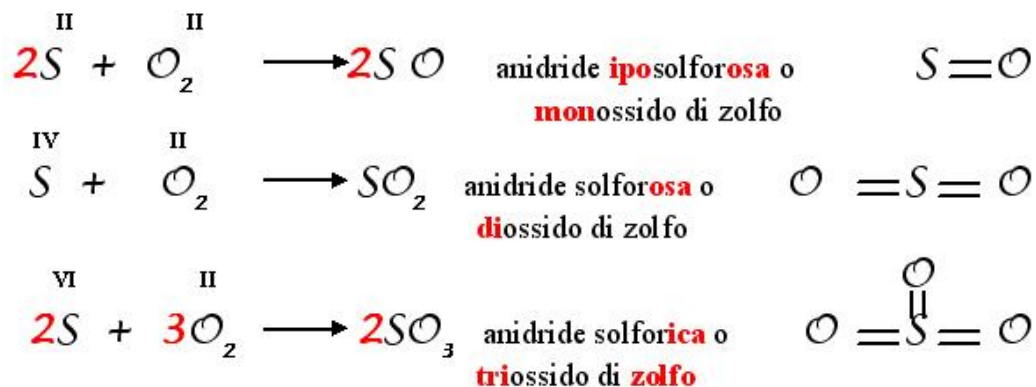 II II
2S + O2 → 2S O anidride iposolforosa o S=O
monossido di zolfo
IV II
S + O2 → SO2 anidride solforosa o O =S= O
diossido di zolfo
VI II
O
2S + 3O2 → 2SO3 anidride solforica o O =S= O
triossido di zolfo